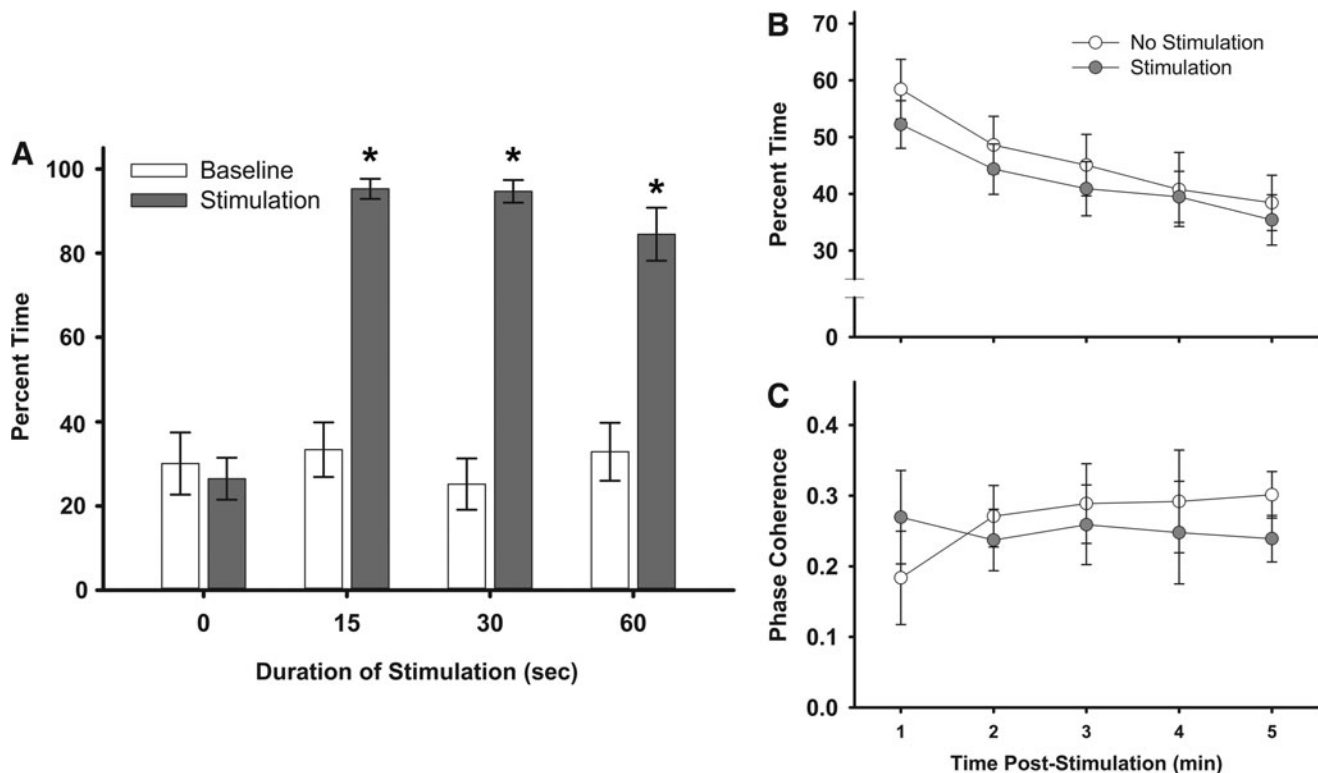 A
Percent Time
100
80
60
40
20
0
Baseline
Stimulation
*
*
*
0 15 30 60
Duration of Stimulation (sec)
B
Percent Time
70
60
50
40
30
0
No Stimulation
Stimulation
C
Phase Coherence
0.4
0.3
0.2
0.1
0.0
1 2 3 4 5
Time Post-Stimulation (min)